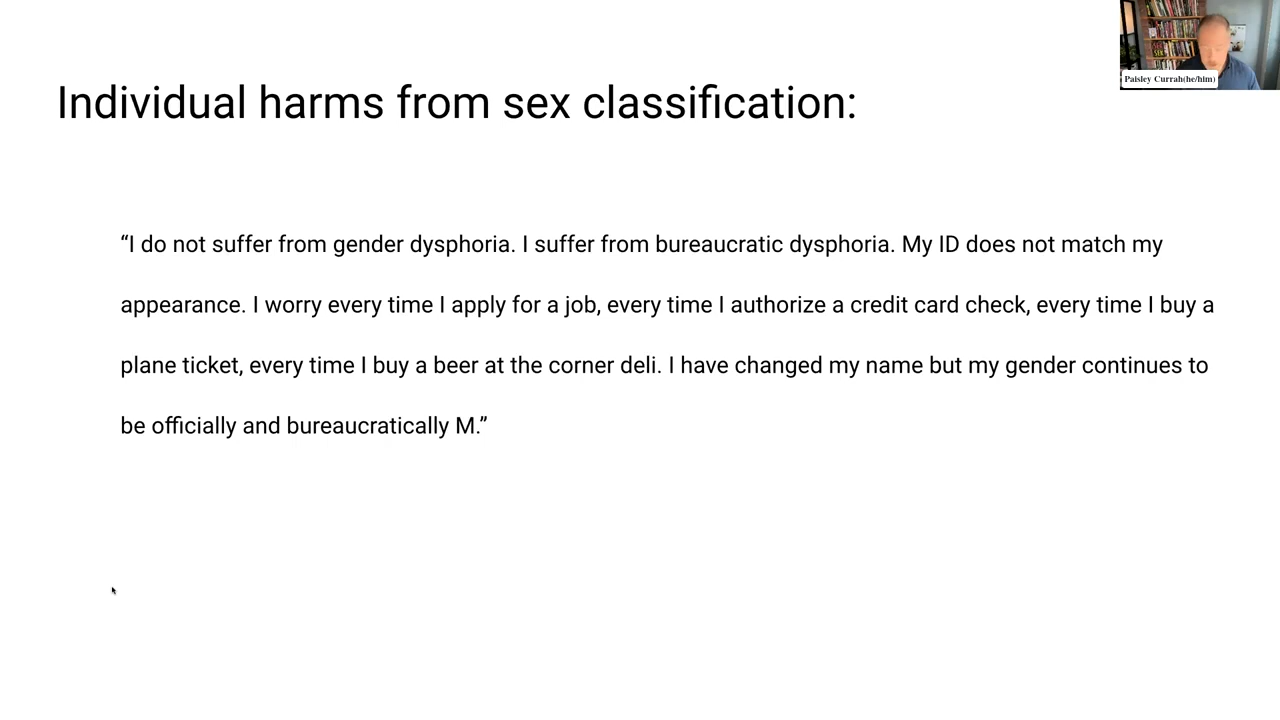 Paisley Currah(he/him)
Individual harms from sex classification:
“I do not suffer from gender dysphoria. I suffer from bureaucratic dysphoria. My ID does not match my
appearance. I worry every time I apply for a job, every time I authorize a credit card check, every time I buy a
plane ticket, every time I buy a beer at the corner deli. I have changed my name but my gender continues to
be officially and bureaucratically M.”